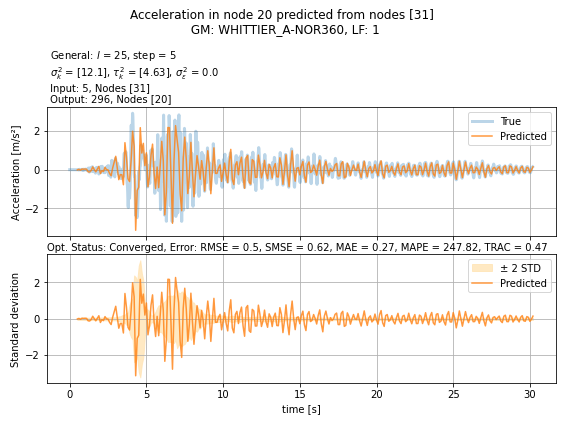 Acceleration in node 20 predicted from nodes [31]
GM: WHITTIER_A-NOR360, LF: 1
General: l = 25, step = 5
σ²ₖ = [12.1], τ²ₖ = [4.63], σ²ₑ = 0.0
Input: 5, Nodes [31]
Output: 296, Nodes [20]
True
Predicted
Acceleration [m/s²]
2
0
−2
Opt. Status: Converged, Error: RMSE = 0.5, SMSE = 0.62, MAE = 0.27, MAPE = 247.82, TRAC = 0.47
± 2 STD
Predicted
Standard deviation
2
0
−2
0 5 10 15 20 25 30
time [s]